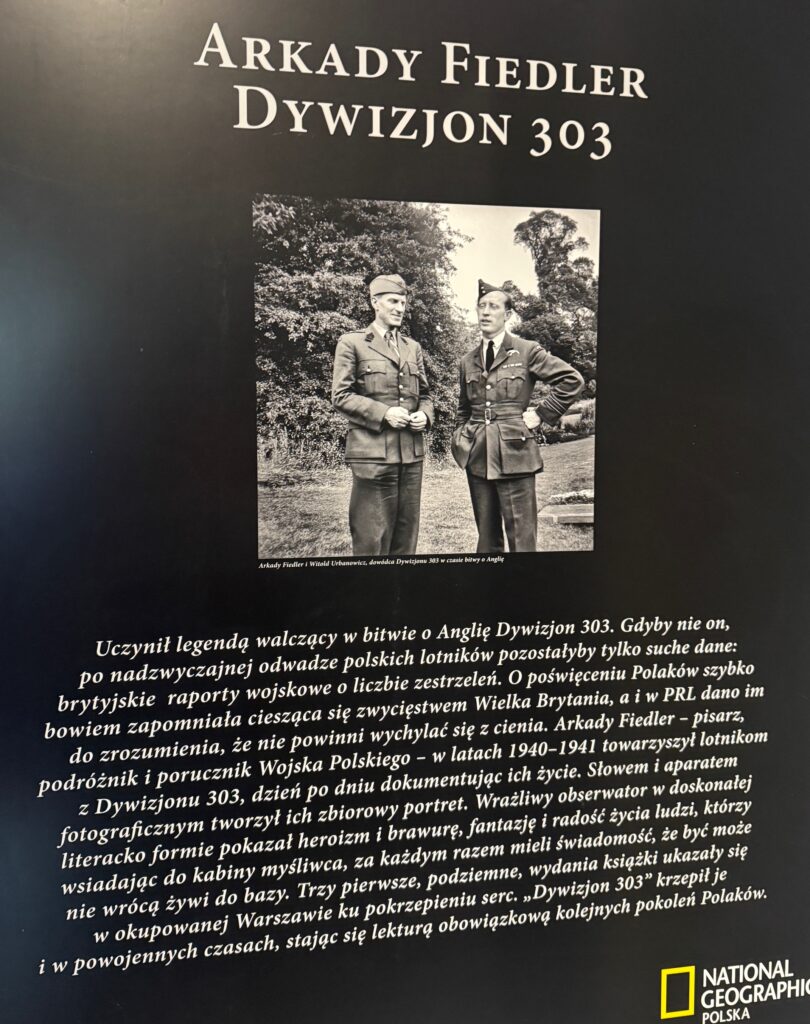 ARKADY FIEDLER
DYWIZJON 303
Arkady Fiedler i Witold Urbanowicz, dowódca Dywizjonu 303 w czasie bitwy o Anglię
Uczynił legendą walczący w bitwie o Anglię Dywizjon 303. Gdyby nie on,
po nadzwyczajnej odwadze polskich lotników pozostałyby tylko suche dane:
brytyjskie raporty wojskowe o liczbie zestrzeleń. O poświęceniu Polaków szybko
bowiem zapomniała ciesząca się zwycięstwem Wielka Brytania, a i w PRL dano im
do zrozumienia, że nie powinni wychylać się z cienia. Arkady Fiedler – pisarz,
podróżnik i porucznik Wojska Polskiego – w latach 1940–1941 towarzyszył lotnikom
z Dywizjonu 303, dzień po dniu dokumentując ich życie. Słowem i aparatem
fotograficznym tworzył ich zbiorowy portret. Wrażliwy obserwator w doskonałej
literacko formie pokazał heroizm i brawurę, fantazję i radość życia ludzi, którzy
wsiadając do kabiny myśliwca, za każdym razem mieli świadomość, że być może
nie wrócą żywi do bazy. Trzy pierwsze, podziemne, wydania książki ukazały się
w okupowanej Warszawie ku pokrzepieniu serc. „Dywizjon 303” krzepił je
i w powojennych czasach, stając się lekturą obowiązkową kolejnych pokoleń Polaków.
NATIONAL
GEOGRAPHIC
POLSKA